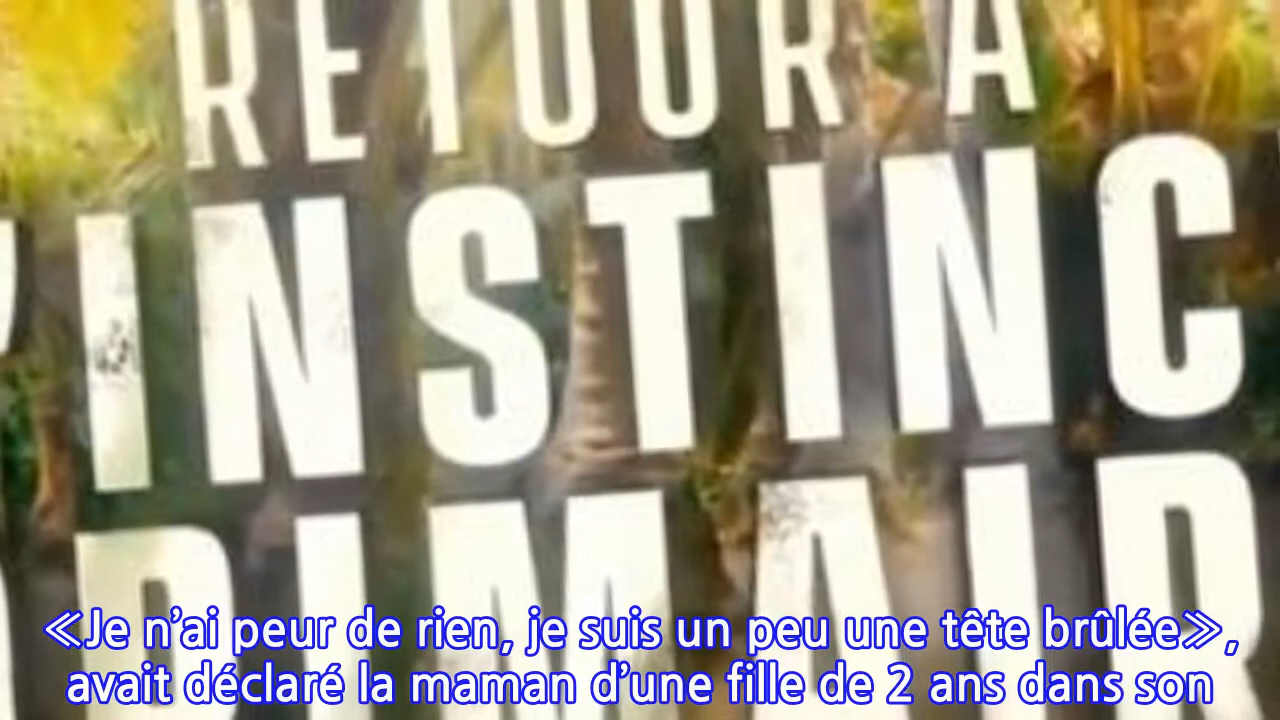 RETOUR À
L'INSTINC
PRIMAIR
≪Je n’ai peur de rien, je suis un peu une tête brûlée≫,
avait déclaré la maman d’une fille de 2 ans dans son